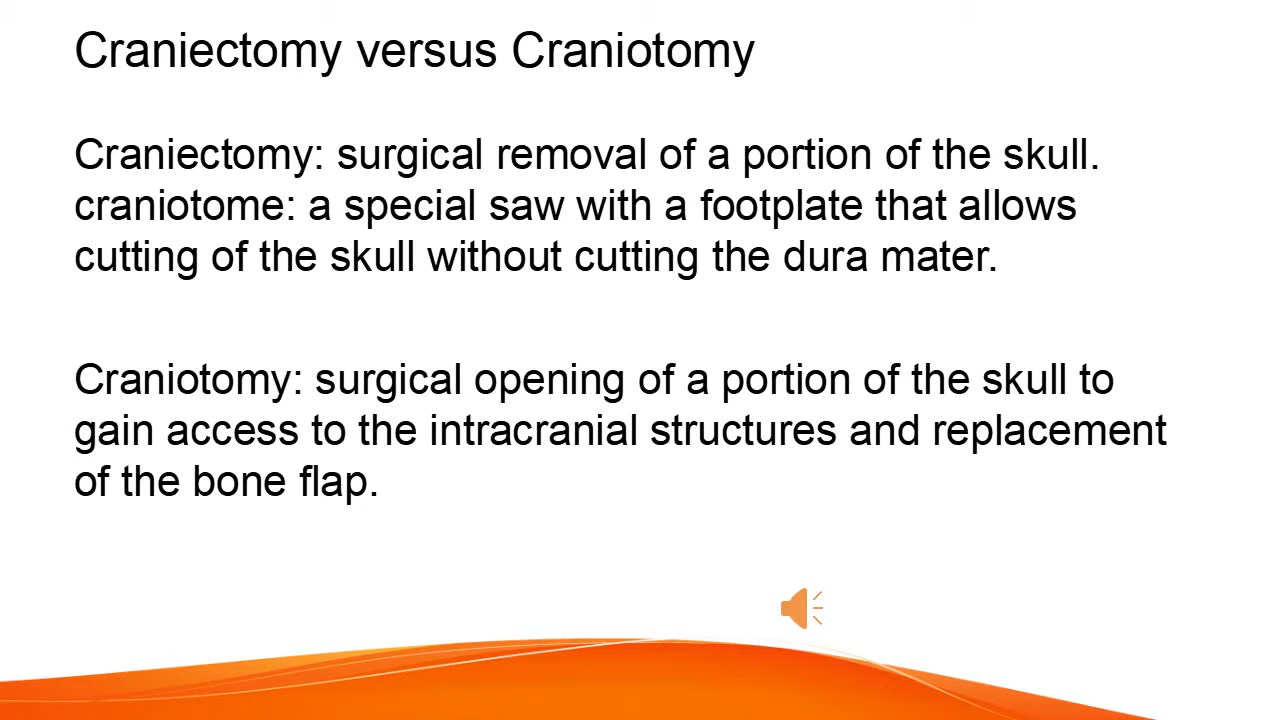 Craniectomy versus Craniotomy
Craniectomy: surgical removal of a portion of the skull.
craniotome: a special saw with a footplate that allows
cutting of the skull without cutting the dura mater.
Craniotomy: surgical opening of a portion of the skull to
gain access to the intracranial structures and replacement
of the bone flap.